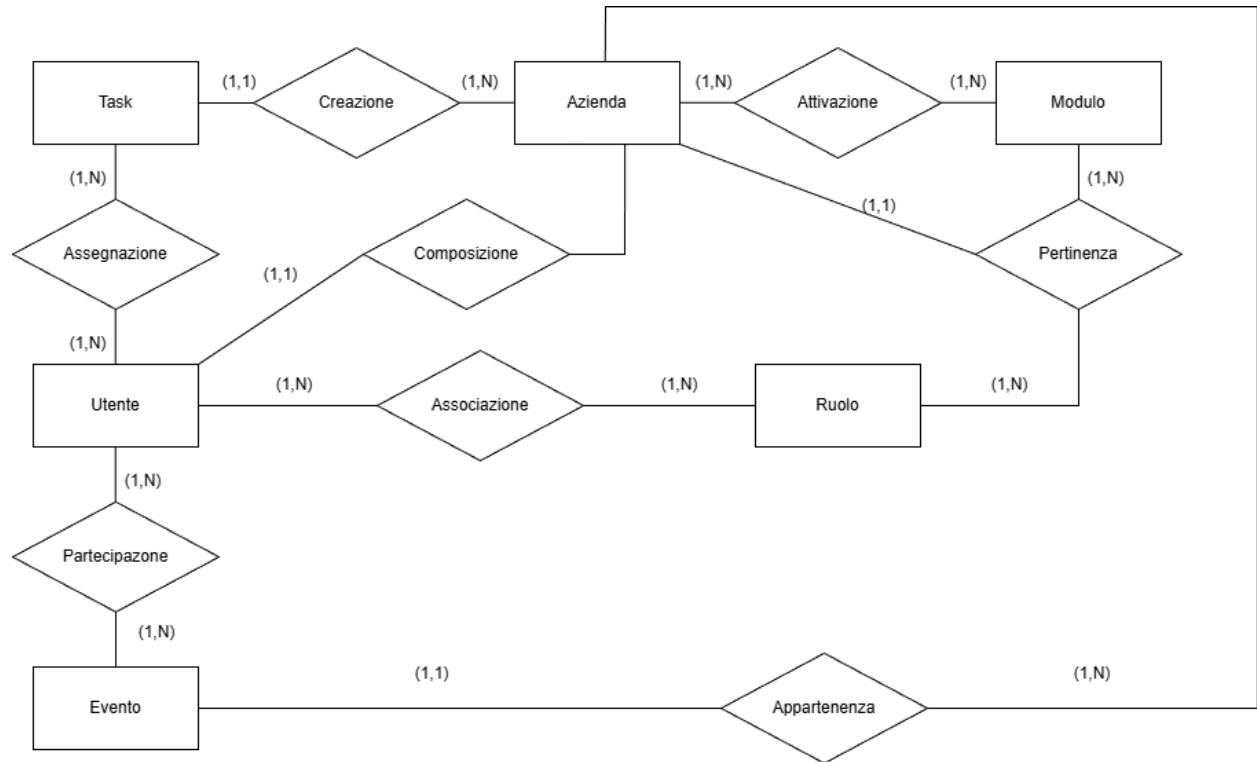 (1,1)
(1,N)
(1,N)
(1,N)
Task
Creazione
Azienda
Attivazione
Modulo
(1,N)
(1,N)
(1,1)
Assegnazione
Composizione
Pertinenza
(1,1)
(1,N)
(1,N)
(1,N)
(1,N)
Utente
Associazione
Ruolo
(1,N)
Partecipazone
(1,N)
(1,1)
(1,N)
Evento
Appartenenza